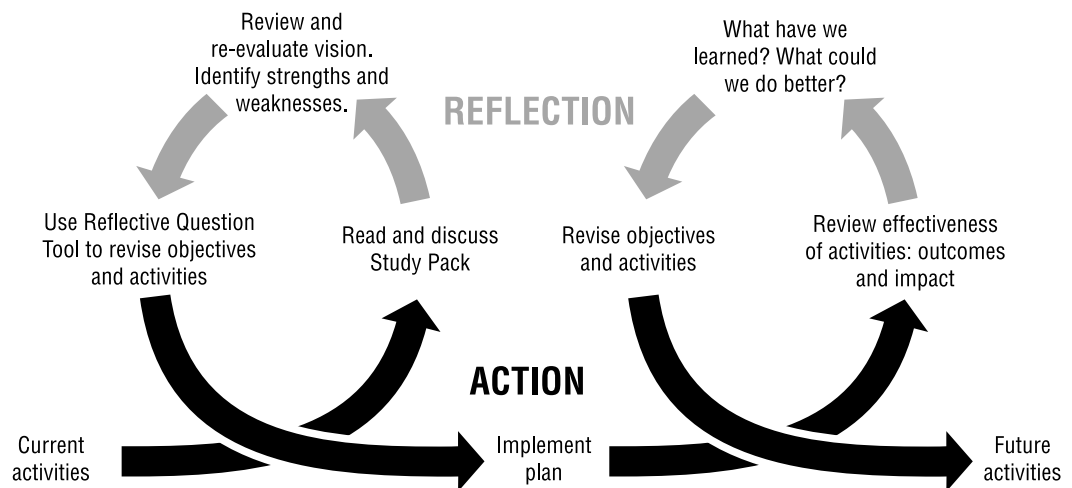 Review and
re-evaluate vision.
Identify strengths and
weaknesses.
What have we
learned? What could
we do better?
REFLECTION
Use Reflective Question
Tool to revise objectives
and activities
Read and discuss
Study Pack
Revise objectives
and activities
Review effectiveness
of activities: outcomes
and impact
ACTION
Current
activities
Implement
plan
Future
activities